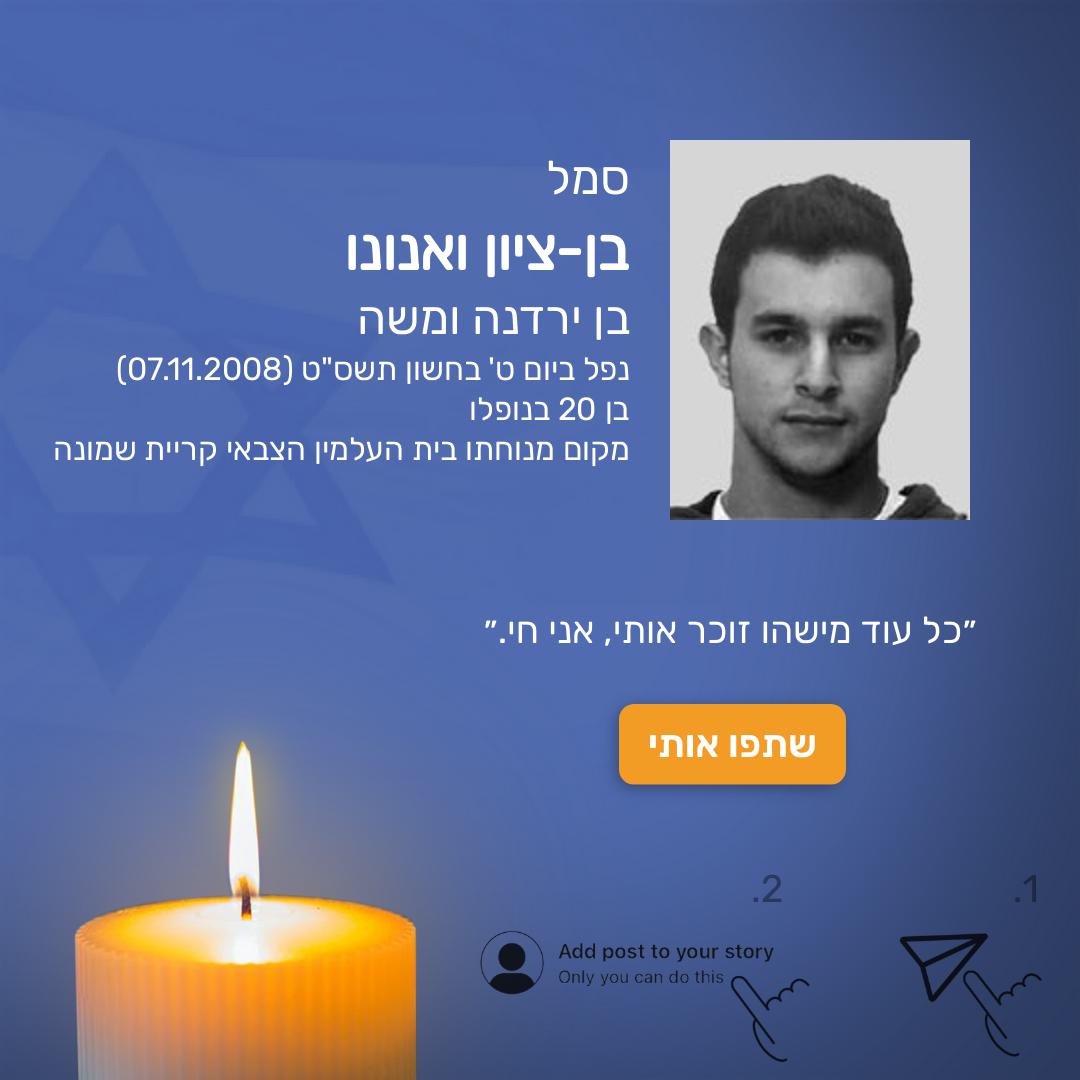 סמל
בן-ציון ואנונו
בן ירדנה ומשה
נפל ביום ט' בחשון תשס"ט (07.11.2008)
בן 20 בנופלו
מקום מנוחתו בית העלמין הצבאי קריית שמונה
״כל עוד מישהו זוכר אותי, אני חי.״
שתפו אותי
1.
2.
Add post to your story
Only you can do this